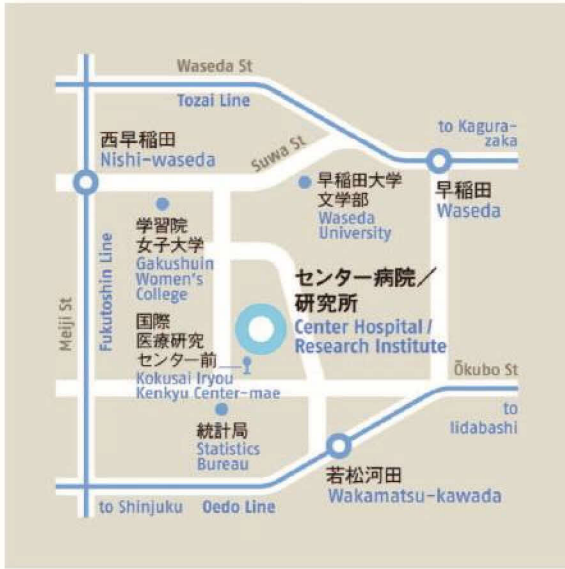 Waseda St
Tozai Line
to Kagura-
zaka
西早稲田
Nishi-waseda
Suwa St
早稲田大学
文学部
Waseda
University
早稲田
Waseda
学習院
女子大学
Gakushuin
Women's
College
Meiji St
Fukutoshin Line
センター病院/
研究所
Center Hospital/
Research Institute
国際
医療研究
センター前
Kokusai Iryou
Kenkyu Center-mae
Ōkubo St
to
Iidabashi
統計局
Statistics
Bureau
若松河田
Wakamatsu-kawada
to Shinjuku
Oedo Line